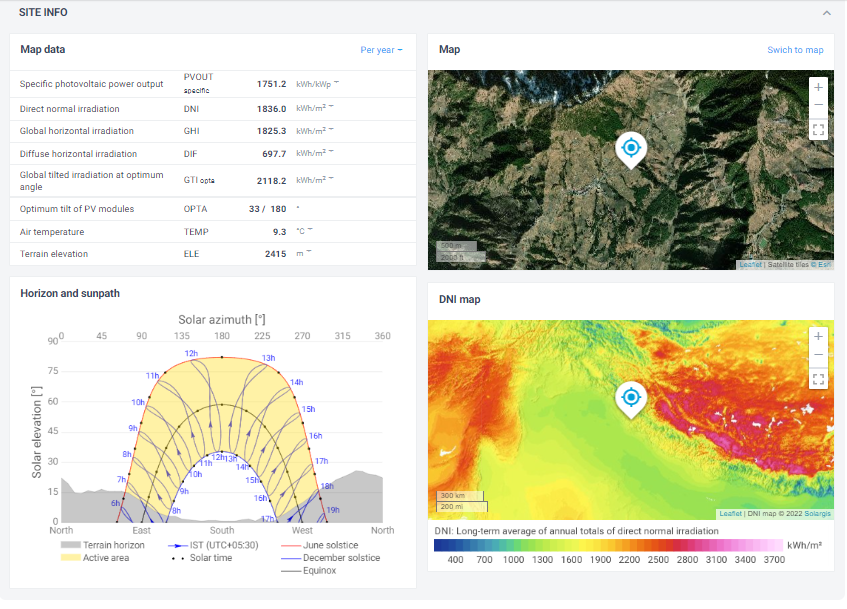 SITE INFO
Map data
Per year
Specific photovoltaic power output PVOUT specific 1751.2 kWh/kWp
Direct normal irradiation DNI 1836.0 kWh/m²
Global horizontal irradiation GHI 1825.3 kWh/m²
Diffuse horizontal irradiation DIF 697.7 kWh/m²
Global tilted irradiation at optimum angle GTI opta 2118.2 kWh/m²
Optimum tilt of PV modules OPTA 33 / 180 °
Air temperature TEMP 9.3 °C
Terrain elevation ELE 2415 m
Map
Swich to map
+
−
500 m
2000 ft
Leaflet | Satellite tiles © Esri
Horizon and sunpath
Solar azimuth [°]
0 45 90 135 180 225 270 315 360
Solar elevation [°]
90
75
60
45
30
15
0
12h 13h
11h 14h
10h 15h
9h 16h
8h 17h
7h 18h
6h 19h
11h 12h 13h 14h
10h 15h
9h 16h
8h 17h
North East South West North
Terrain horizon IST (UTC+05:30) June solstice
Active area Solar time December solstice
Equinox
DNI map
+
−
300 km
200 mi
Leaflet | DNI map © 2022 Solargis
DNI: Long-term average of annual totals of direct normal irradiation
kWh/m²
400 700 1000 1300 1600 1900 2200 2500 2800 3100 3400 3700